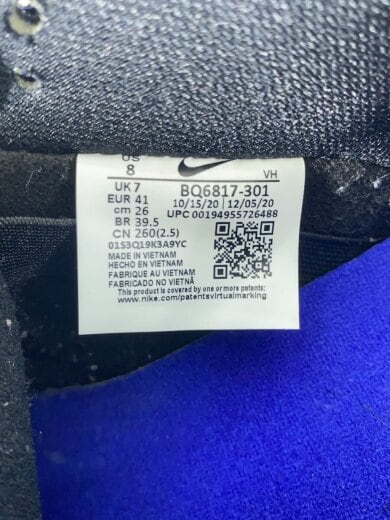 US
8
VH
UK 7
EUR 41
cm 26
BR 39.5
CN 260(2.5)
BQ6817-301
10/15/20 | 12/05/20
UPC 00194955726488
01S3Q19K3A9YC
MADE IN VIETNAM
HECHO EN VIETNAM
FABRIQUE AU VIETNAM
FABRICADO NO VIETNÃ
This product is covered by one or more patents:
www.nike.com/patentsvirtualmarking